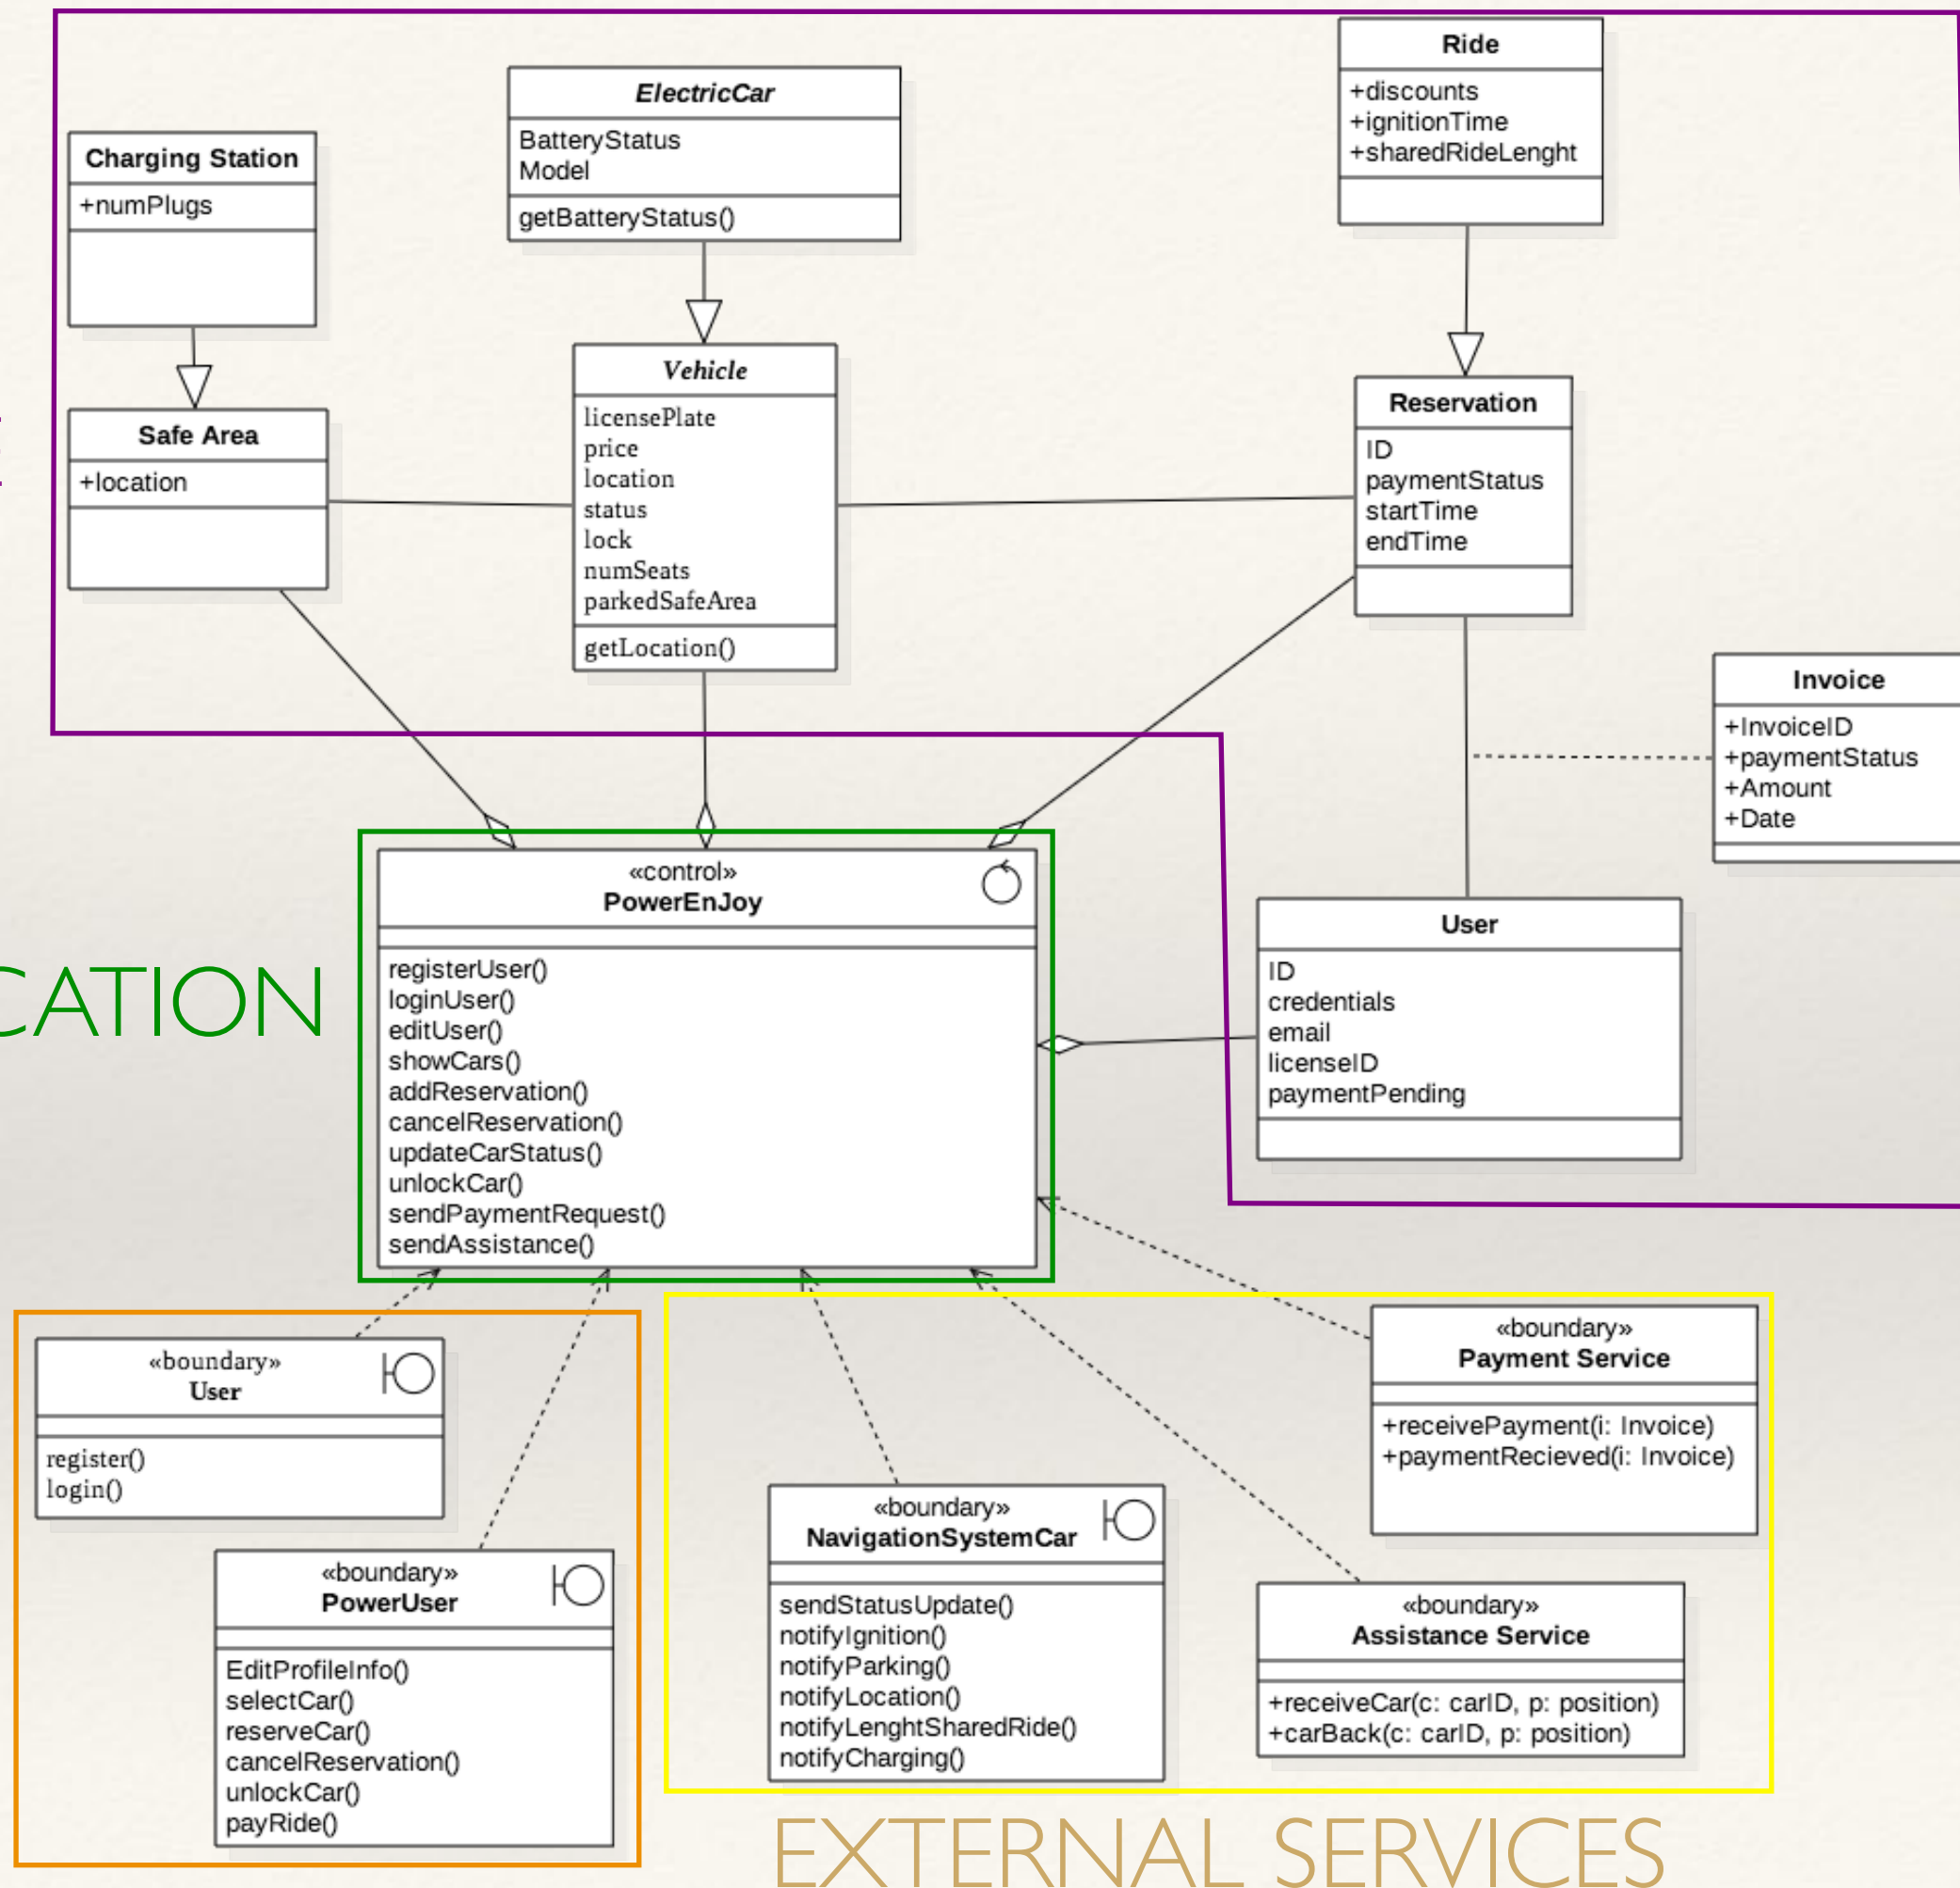 Ride
+discounts
+ignitionTime
+sharedRideLenght
ElectricCar
BatteryStatus
Model
getBatteryStatus()
Charging Station
+numPlugs
Vehicle
licensePlate
price
location
status
lock
numSeats
parkedSafeArea
getLocation()
Safe Area
+location
Reservation
ID
paymentStatus
startTime
endTime
Invoice
+InvoiceID
+paymentStatus
+Amount
+Date
«control»
PowerEnJoy
registerUser()
loginUser()
editUser()
showCars()
addReservation()
cancelReservation()
updateCarStatus()
unlockCar()
sendPaymentRequest()
sendAssistance()
CATION
User
ID
credentials
email
licenseID
paymentPending
«boundary»
User
register()
login()
«boundary»
PowerUser
EditProfileInfo()
selectCar()
reserveCar()
cancelReservation()
unlockCar()
payRide()
«boundary»
NavigationSystemCar
sendStatusUpdate()
notifyIgnition()
notifyParking()
notifyLocation()
notifyLenghtSharedRide()
notifyCharging()
«boundary»
Payment Service
+receivePayment(i: Invoice)
+paymentRecieved(i: Invoice)
«boundary»
Assistance Service
+receiveCar(c: carID, p: position)
+carBack(c: carID, p: position)
EXTERNAL SERVICES